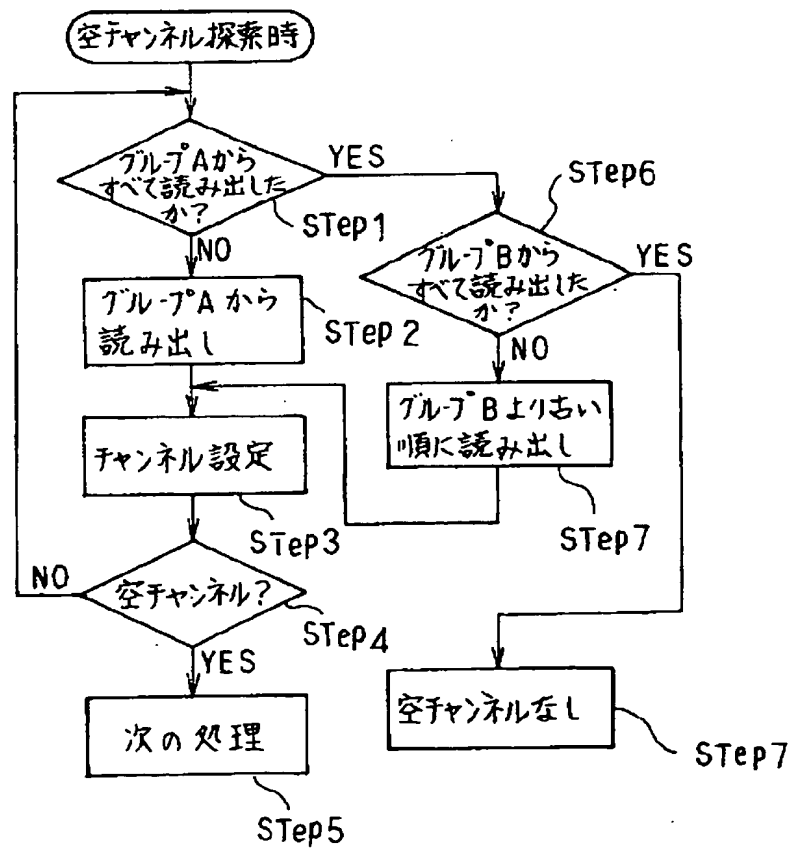 空チャンネル探索時
グループAから
すべて読み出した
か?
YES
STep1
NO
グループAから
読み出し
STep2
チャンネル設定
STep3
NO
空チャンネル?
STep4
YES
次の処理
STep5
STep6
グループBから
すべて読み出した
か?
YES
NO
グループBより古い
順に読み出し
STep7
空チャンネルなし
STep7